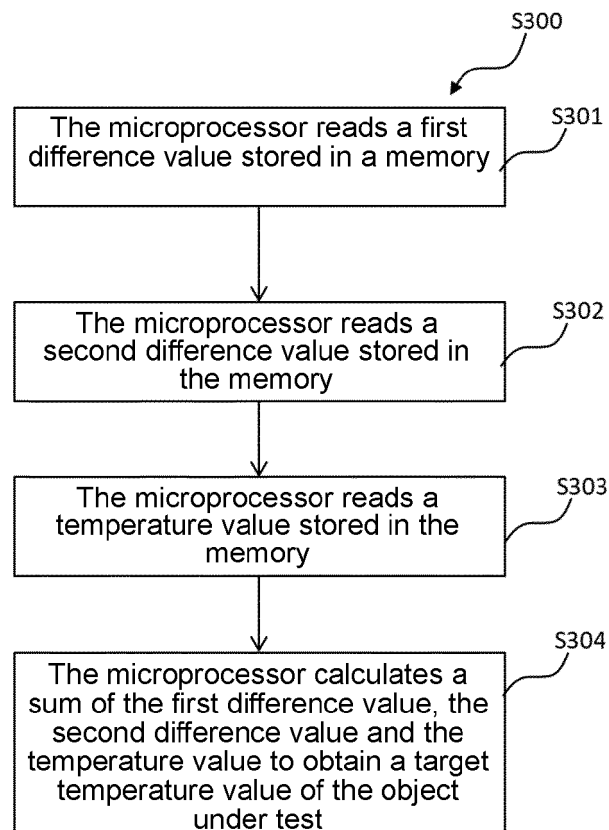 S300
The microprocessor reads a first
difference value stored in a memory
S301
The microprocessor reads a
second difference value stored in
the memory
S302
The microprocessor reads a
temperature value stored in the
memory
S303
The microprocessor calculates a
sum of the first difference value, the
second difference value and the
temperature value to obtain a target
temperature value of the object
under test
S304